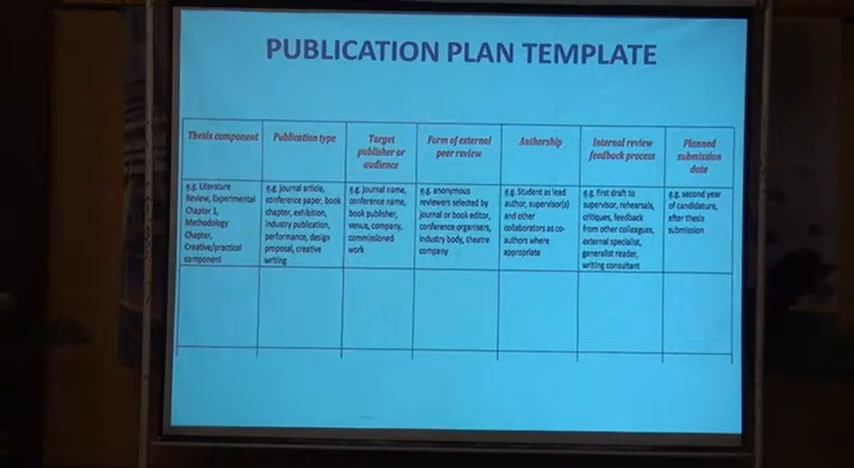 PUBLICATION PLAN TEMPLATE
Thesis component
Publication type
Target
publisher or
audience
Form of external
peer review
Authorship
Internal review
feedback process
Planned
submission
date
e.g. Literature
Review, Experimental
Chapter 1,
Methodology
Chapter,
Creative/practical
component
e.g. journal article,
conference paper, book
chapter, exhibition,
industry publication,
performance, design
proposal, creative
writing
e.g. Journal name,
conference name,
book publisher,
venue, company,
commissioned
work
e.g. anonymous
reviewers selected by
journal or book editor,
conference organisers,
industry body, theatre
company
e.g. Student as lead
author, supervisor(s)
and other
collaborators as co-
authors where
appropriate
e.g. first draft to
supervisor, rehearsals,
critiques, feedback
from other colleagues,
external specialist,
generalist reader,
writing consultant
e.g. second year
of candidature,
after thesis
submission